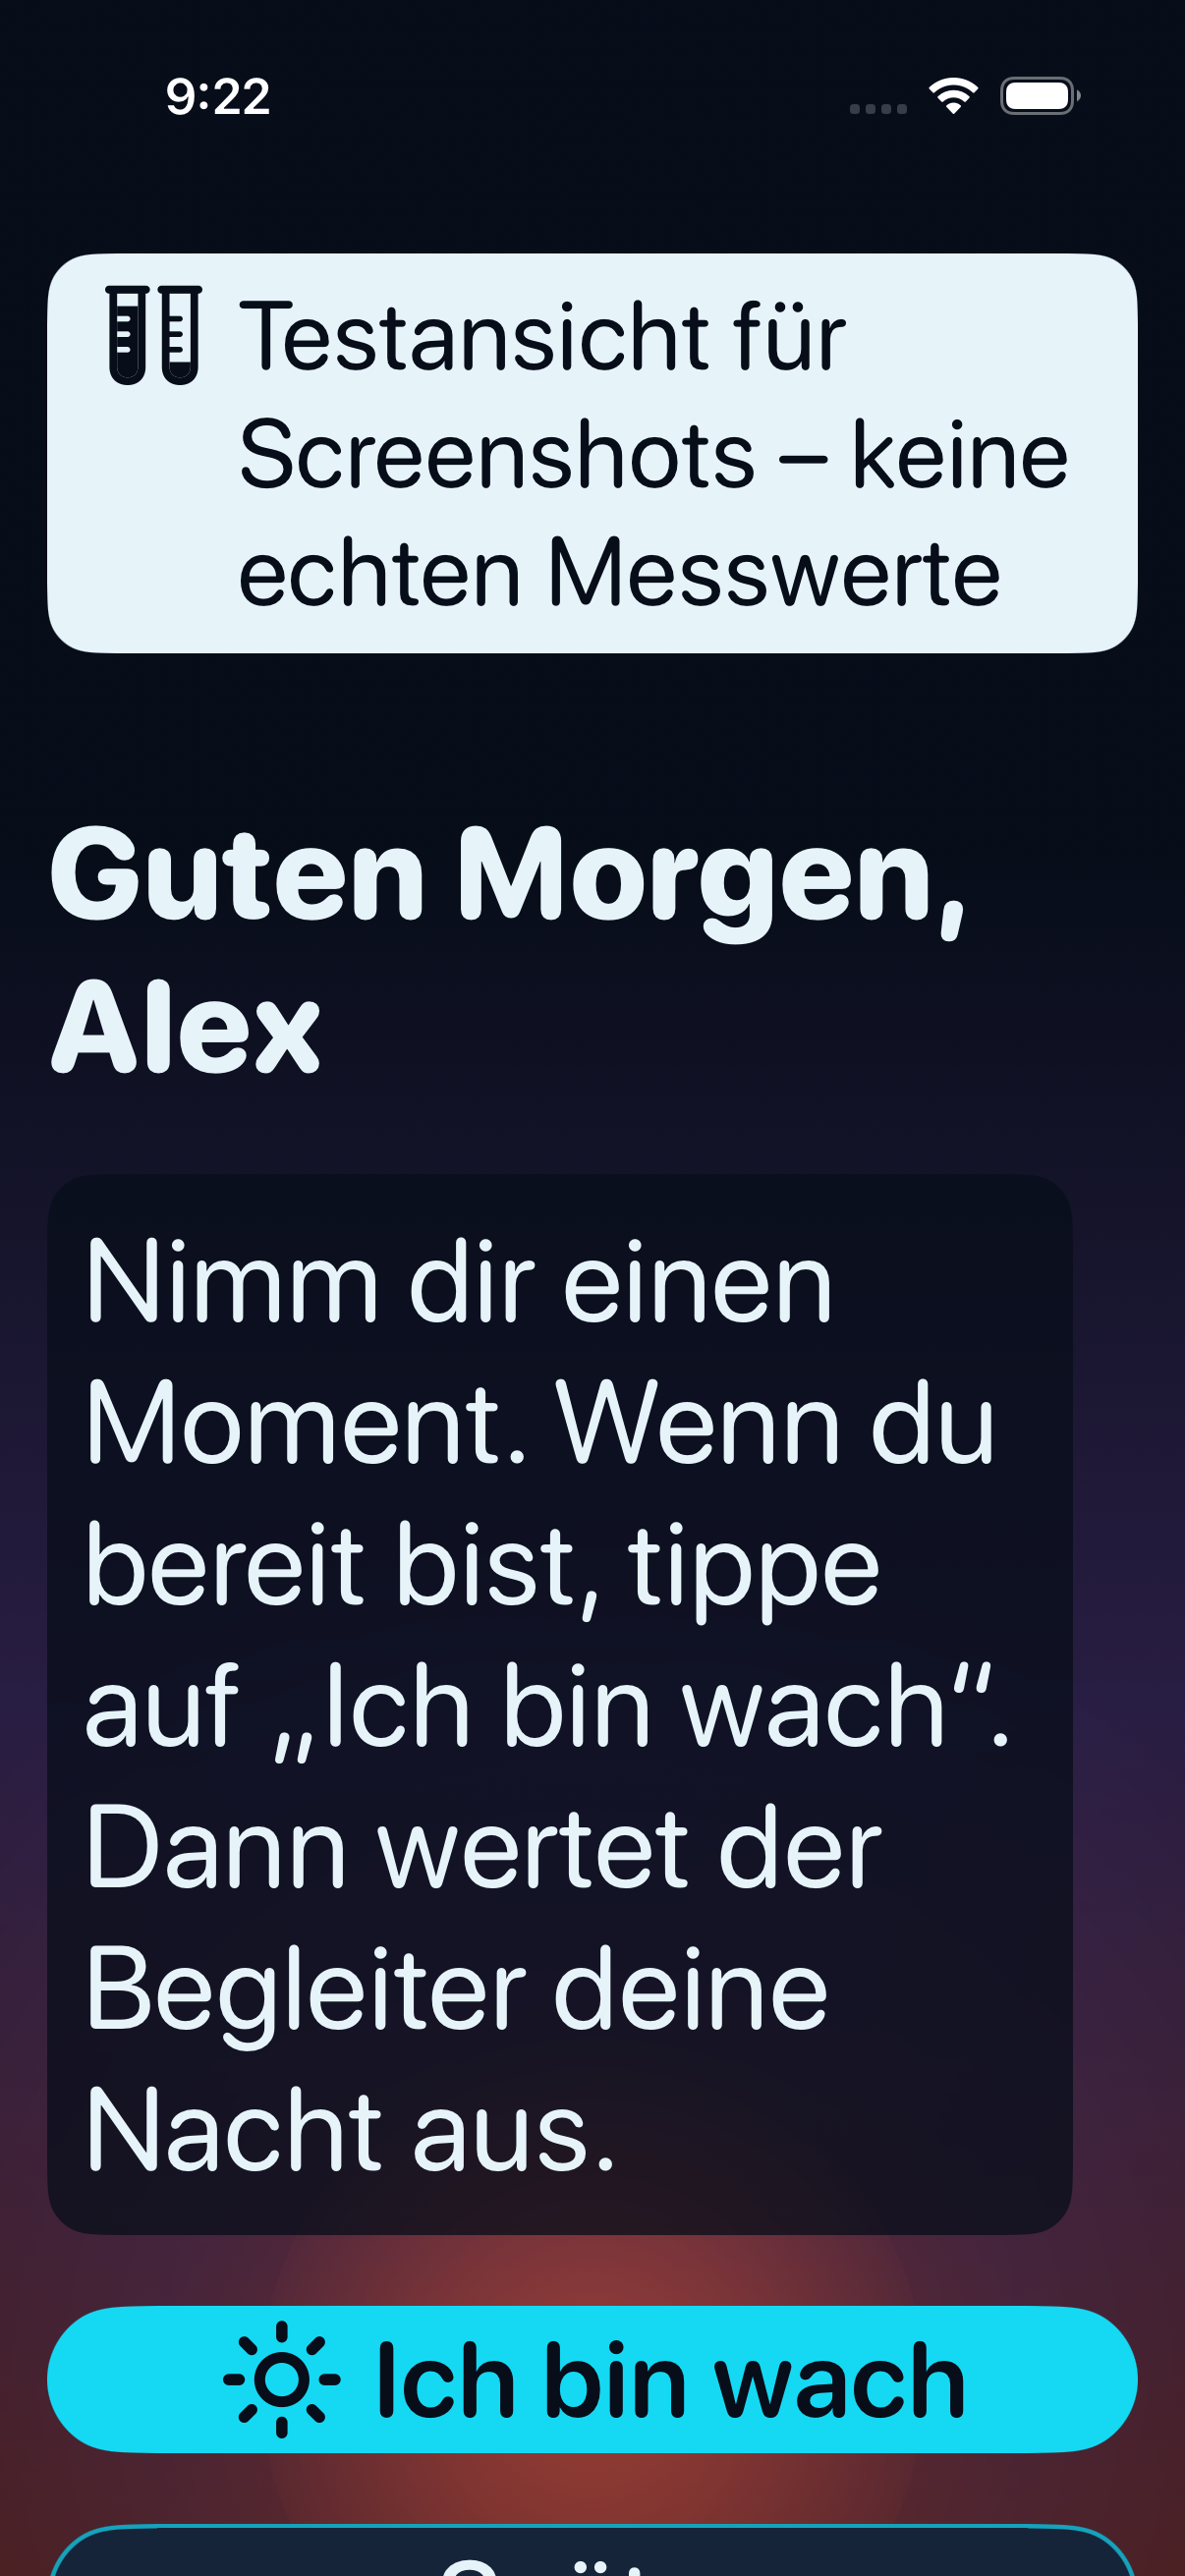 9:22
Testansicht für
Screenshots – keine
echten Messwerte
Guten Morgen,
Alex
Nimm dir einen
Moment. Wenn du
bereit bist, tippe
auf „Ich bin wach“.
Dann wertet der
Begleiter deine
Nacht aus.
Ich bin wach